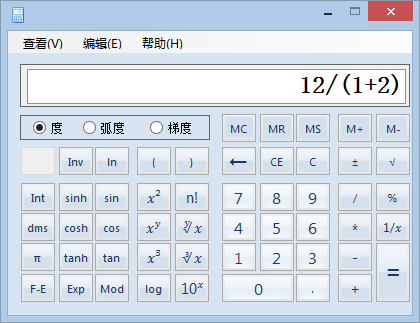 查看(V) 编辑(E) 帮助(H)
12/(1+2)
度 弧度 梯度 MC MR MS M+ M-
Inv ln ( ) ← CE C ± √
Int sinh sin x² n! 7 8 9 / %
dms cosh cos xʸ ʸ√x 4 5 6 * 1/x
π tanh tan x³ ³√x 1 2 3 - =
F-E Exp Mod log 10ˣ 0 . +